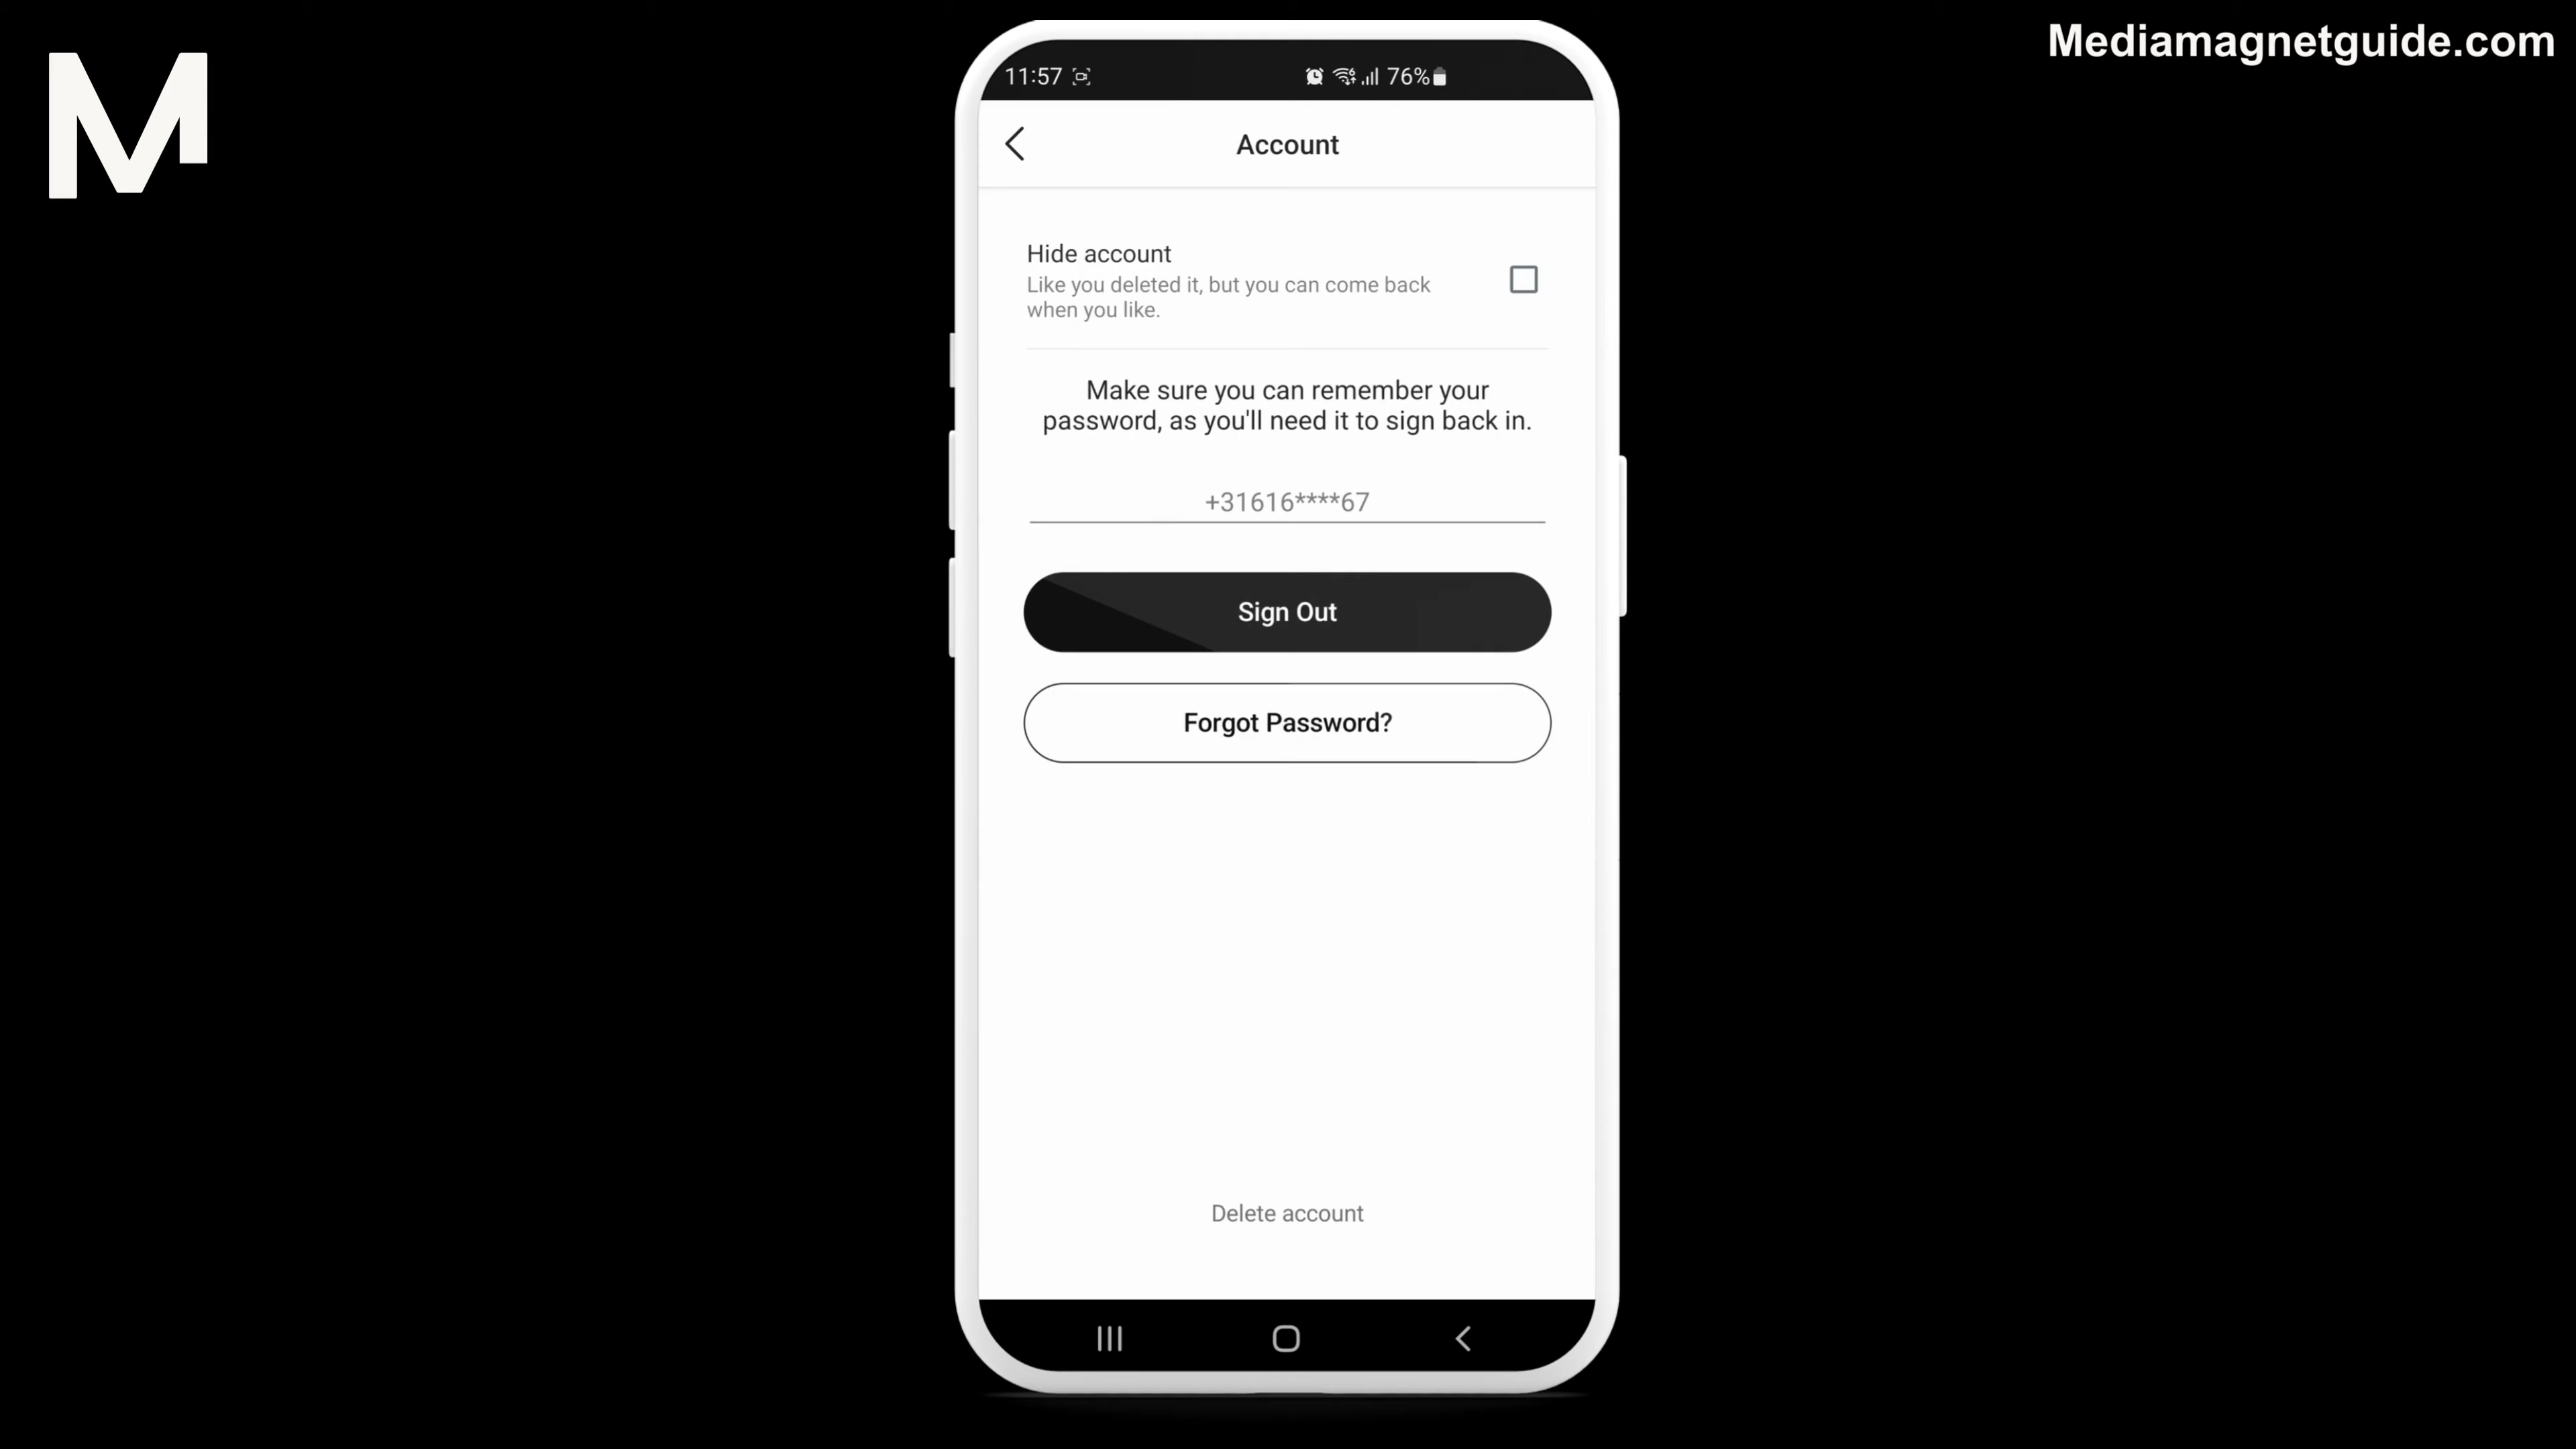 M
Mediamagnetguide.com
11:57
76%
Account
Hide account
Like you deleted it, but you can come back
when you like.
Make sure you can remember your
password, as you'll need it to sign back in.
+31616****67
Sign Out
Forgot Password?
Delete account